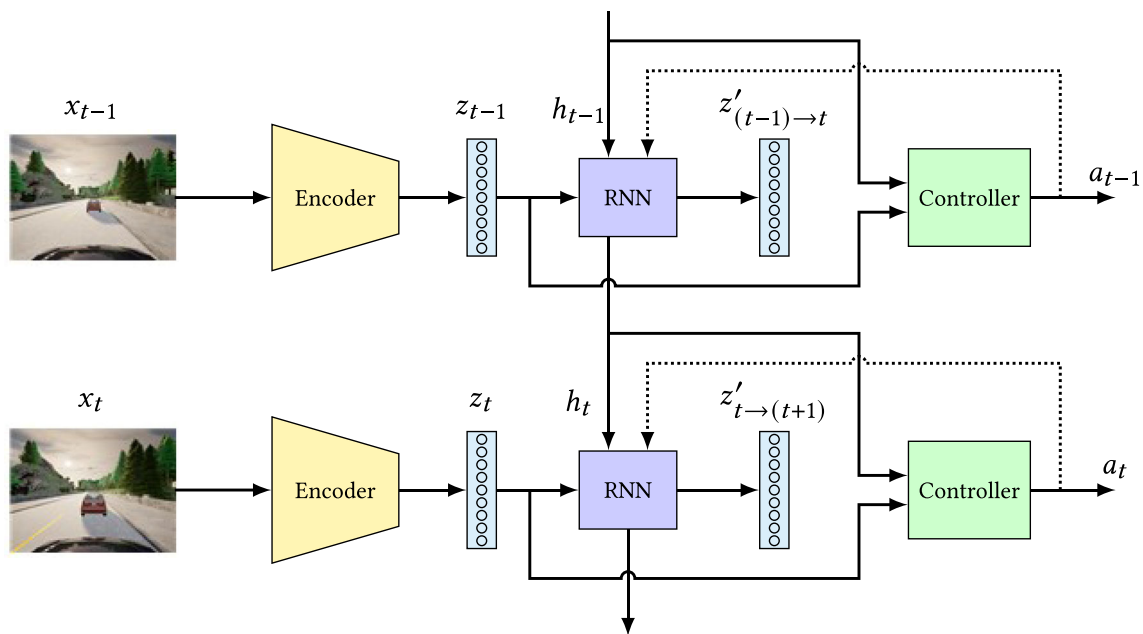 x_{t−1}
z_{t−1}
h_{t−1}
z′_{(t−1)→t}
Encoder
RNN
Controller
a_{t−1}
x_t
z_t
h_t
z′_{t→(t+1)}
Encoder
RNN
Controller
a_t